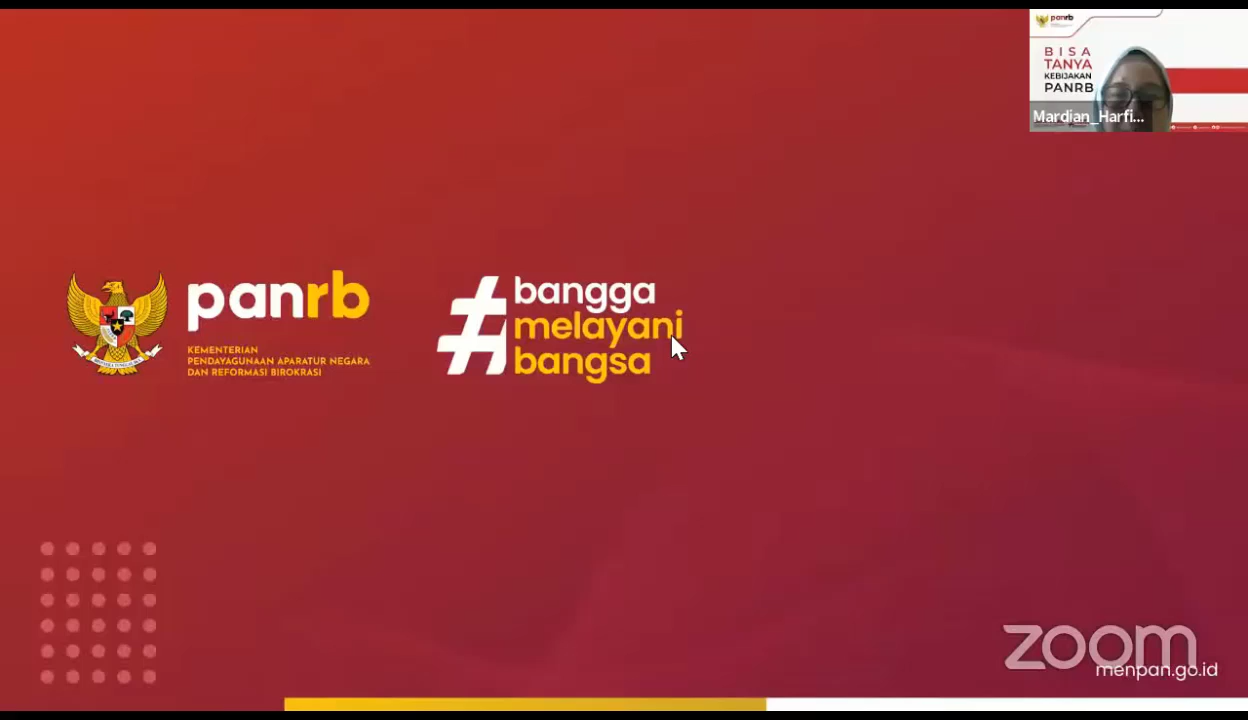 panrb
BISA
TANYA
KEBIJAKAN
PANRB
Mardian_Harfi...
panrb
KEMENTERIAN
PENDAYAGUNAAN APARATUR NEGARA
DAN REFORMASI BIROKRASI
#bangga
melayani
bangsa
zoom
menpan.go.id